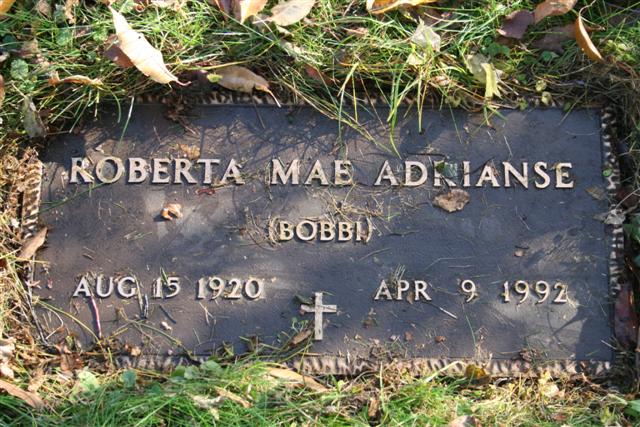 ROBERTA MAE ADRIANSE
(BOBBI)
AUG 15 1920 APR 9 1992